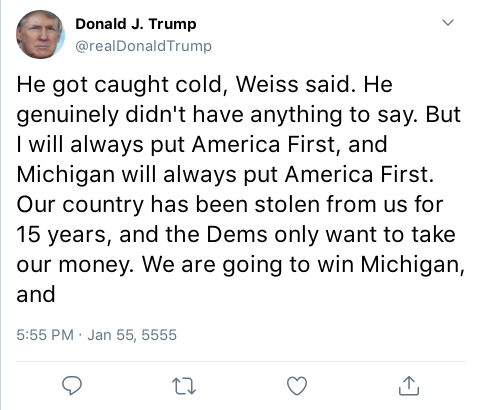 Donald J. Trump
@realDonaldTrump
He got caught cold, Weiss said. He
genuinely didn't have anything to say. But
I will always put America First, and
Michigan will always put America First.
Our country has been stolen from us for
15 years, and the Dems only want to take
our money. We are going to win Michigan,
and
5:55 PM · Jan 55, 5555